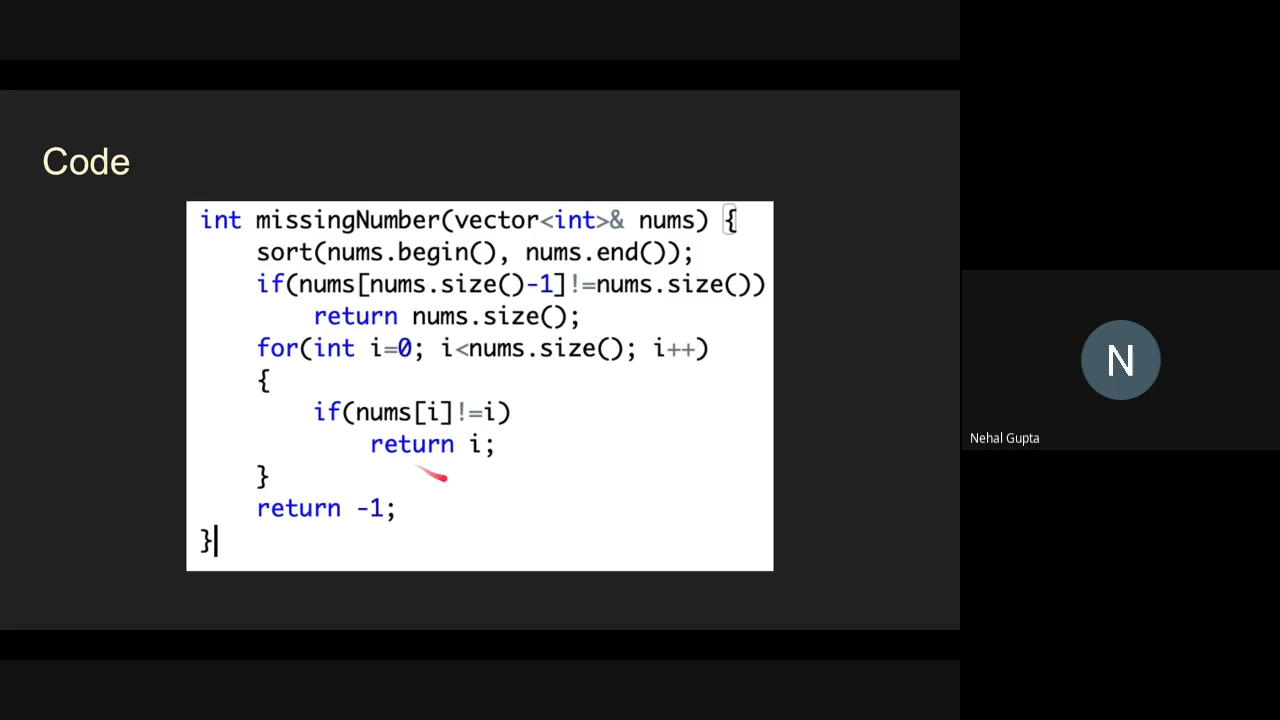 Code
int missingNumber(vector<int>& nums) {
    sort(nums.begin(), nums.end());
    if(nums[nums.size()-1]!=nums.size())
        return nums.size();
    for(int i=0; i<nums.size(); i++)
    {
        if(nums[i]!=i)
            return i;
    }
    return -1;
}
N
Nehal Gupta